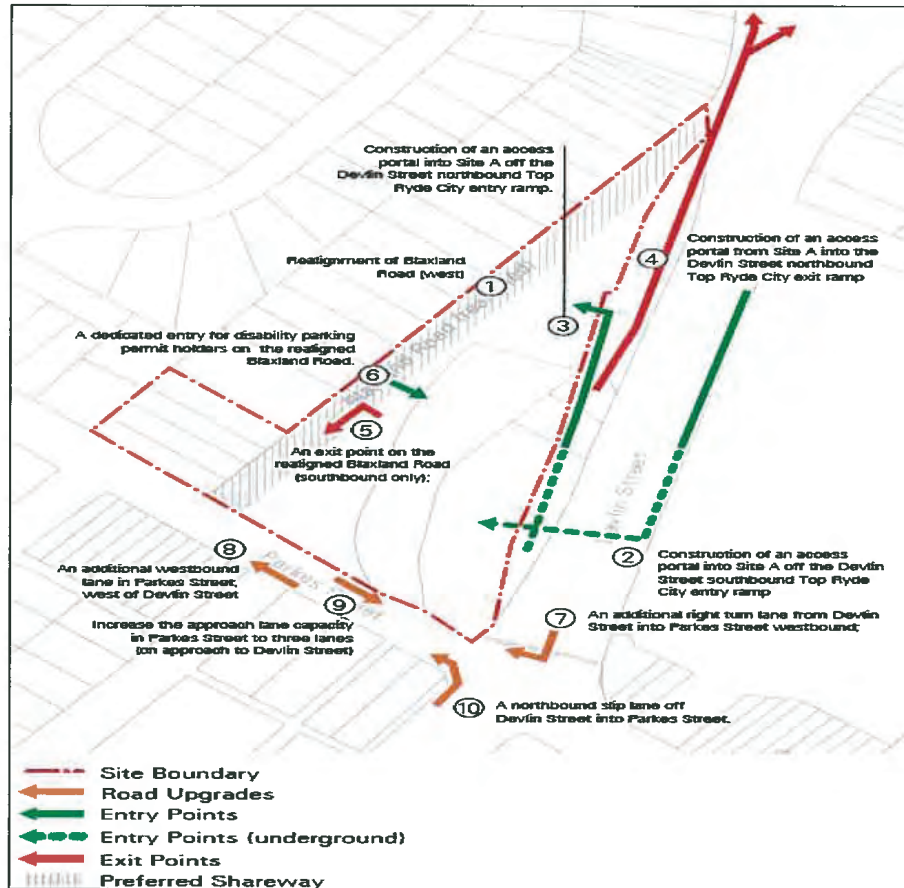 Construction of an access
portal into Site A off the
Devlin Street northbound Top
Ryde City entry ramp.
Realignment of Blaxland
Road (west)
1
4
Construction of an access
portal from Site A into the
Devlin Street northbound
Top Ryde City exit ramp
3
A dedicated entry for disability parking
permit holders on the realigned
Blaxland Road.
6
5
An exit point on the
realigned Blaxland Road
(southbound only);
Devlin Street
2
Construction of an access
portal into Site A off the Devlin
Street southbound Top Ryde
City entry ramp
8
An additional westbound
lane in Parkes Street,
west of Devlin Street
Parkes Street
9
Increase the approach lane capacity
in Parkes Street to three lanes
(on approach to Devlin Street)
7
An additional right turn lane from Devlin
Street into Parkes Street westbound;
10
A northbound slip lane off
Devlin Street into Parkes Street.
Site Boundary
Road Upgrades
Entry Points
Entry Points (underground)
Exit Points
Preferred Shareway